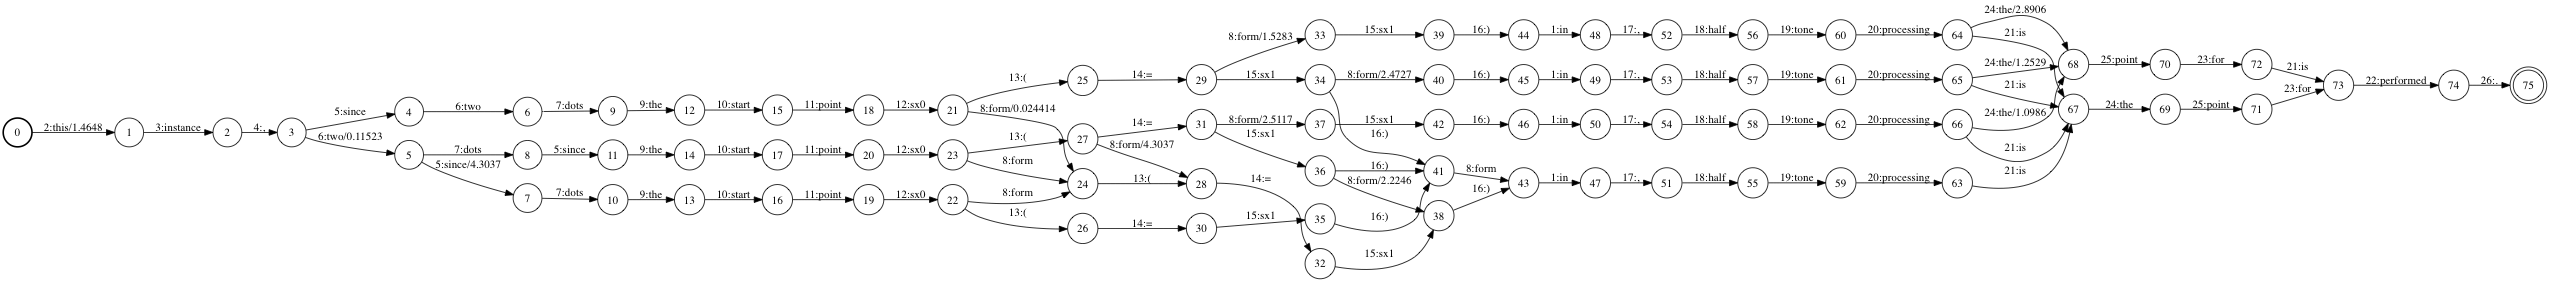 24:the/2.8906
8:form/1.5283 33 15:sx1 39 16:) 44 1:in 48 17:, 52 18:half 56 19:tone 60 20:processing 64 21:is
13:( 25 14:= 29 15:sx1 34 8:form/2.4727 40 16:) 45 1:in 49 17:, 53 18:half 57 19:tone 61 20:processing 65 24:the/1.2529 68 25:point 70 23:for 72 21:is
21:is
5:since 4 6:two 6 7:dots 9 9:the 12 10:start 15 11:point 18 12:sx0 21 8:form/0.024414
24:the/1.0986 67 24:the 69 25:point 71 23:for 73 22:performed 74 26:. 75
0 2:this/1.4648 1 3:instance 2 4:, 3 6:two/0.11523
13:( 27 14:= 31 8:form/2.5117 37 15:sx1 42 16:) 46 1:in 50 17:, 54 18:half 58 19:tone 62 20:processing 66 21:is
15:sx1 16:)
5 7:dots 8 5:since 11 9:the 14 10:start 17 11:point 20 12:sx0 23 8:form 8:form/4.3037
5:since/4.3037 24 13:( 28 14:= 36 16:) 41 8:form 43 1:in 47 17:, 51 18:half 55 19:tone 59 20:processing 63 21:is
8:form/2.2246 16:)
7 7:dots 10 9:the 13 10:start 16 11:point 19 12:sx0 22 8:form
13:( 26 14:= 30 15:sx1 35 16:) 38
32 15:sx1